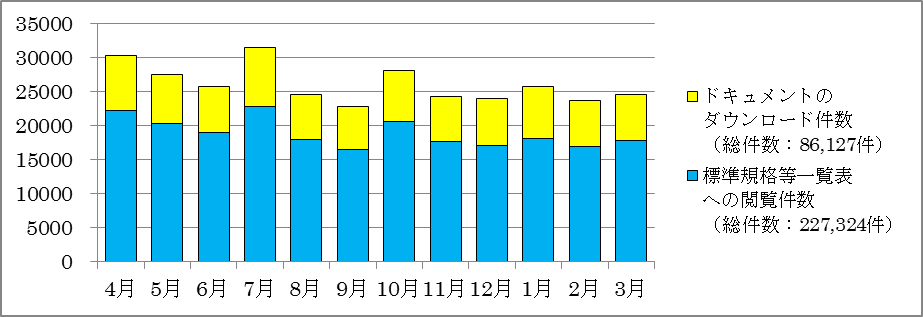 35000
30000
25000
20000
15000
10000
5000
0
4月 5月 6月 7月 8月 9月 10月 11月 12月 1月 2月 3月
ドキュメントの
ダウンロード件数
（総件数：86,127件）
標準規格等一覧表
への閲覧件数
（総件数：227,324件）